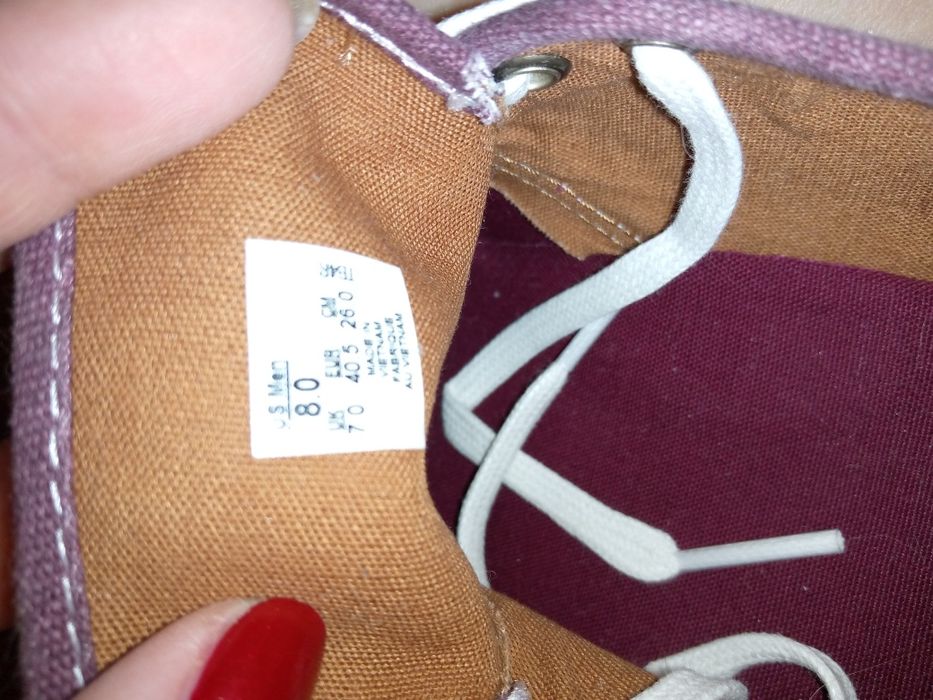 US Men
8.0
UK EUR CM
7 0 40 5 26 0
MADE IN
VIETNAM
FABRIQUE
AU VIETNAM